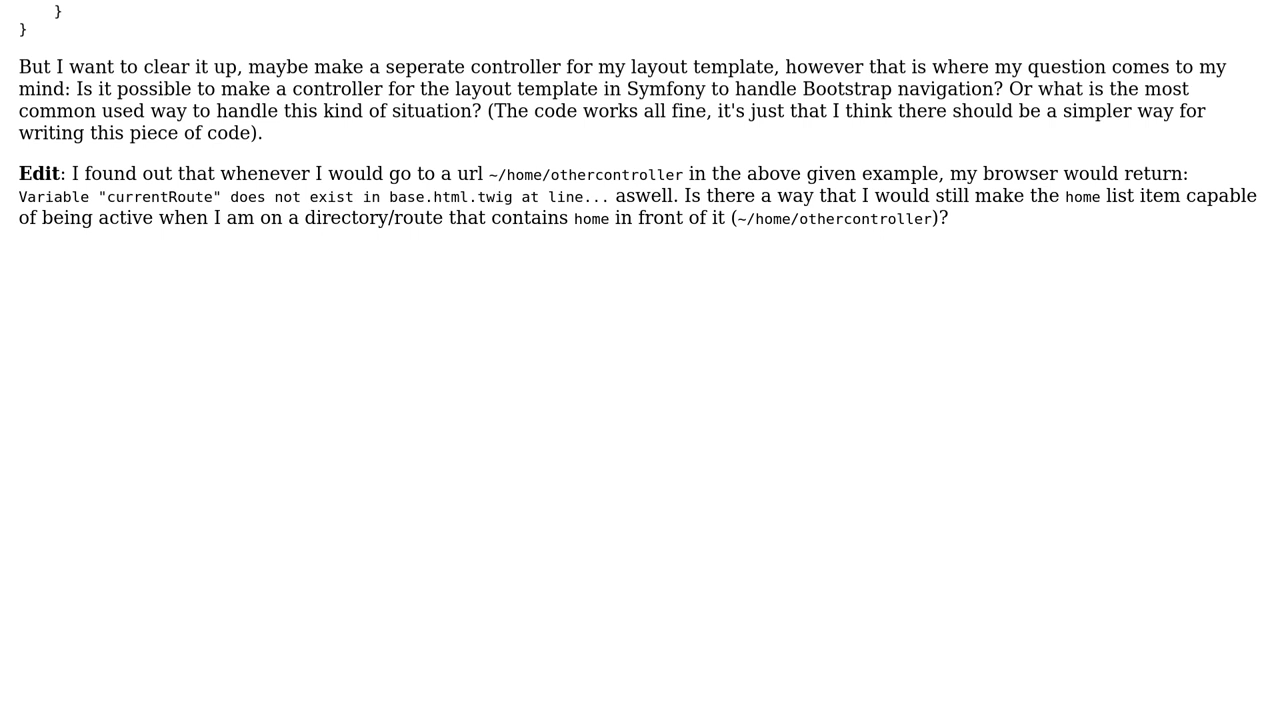 }
}
But I want to clear it up, maybe make a seperate controller for my layout template, however that is where my question comes to my
mind: Is it possible to make a controller for the layout template in Symfony to handle Bootstrap navigation? Or what is the most
common used way to handle this kind of situation? (The code works all fine, it's just that I think there should be a simpler way for
writing this piece of code).
Edit: I found out that whenever I would go to a url ~/home/othercontroller in the above given example, my browser would return:
Variable "currentRoute" does not exist in base.html.twig at line... aswell. Is there a way that I would still make the home list item capable
of being active when I am on a directory/route that contains home in front of it (~/home/othercontroller)?